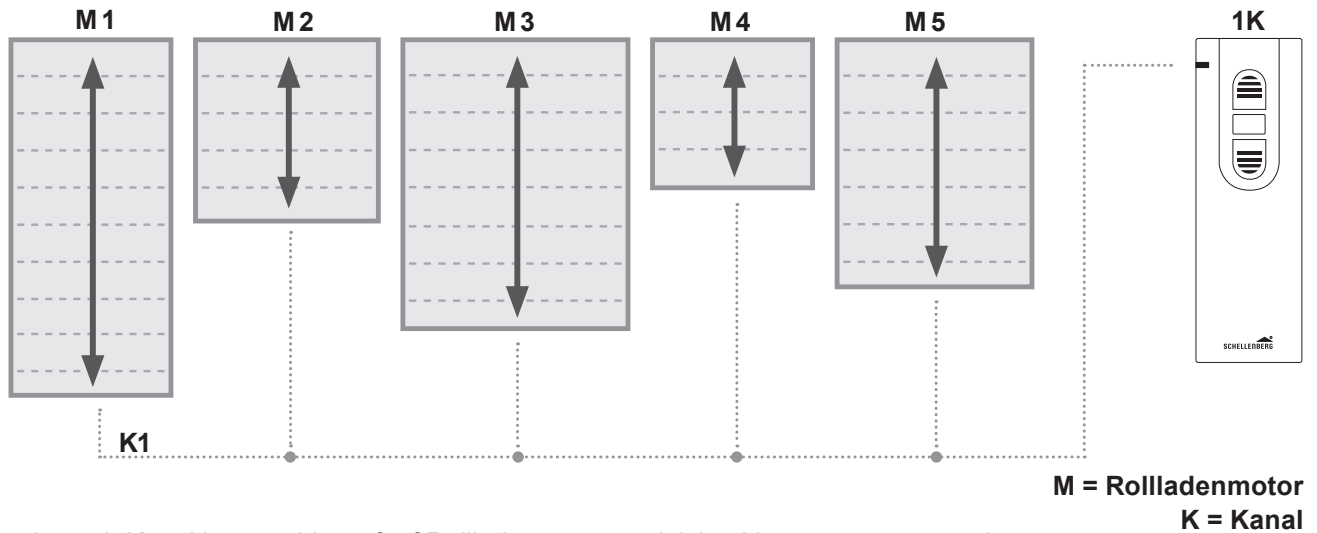 M 1 M 2 M 3 M 4 M 5 1K
SCHELLENBERG
K1
M = Rollladenmotor
K = Kanal